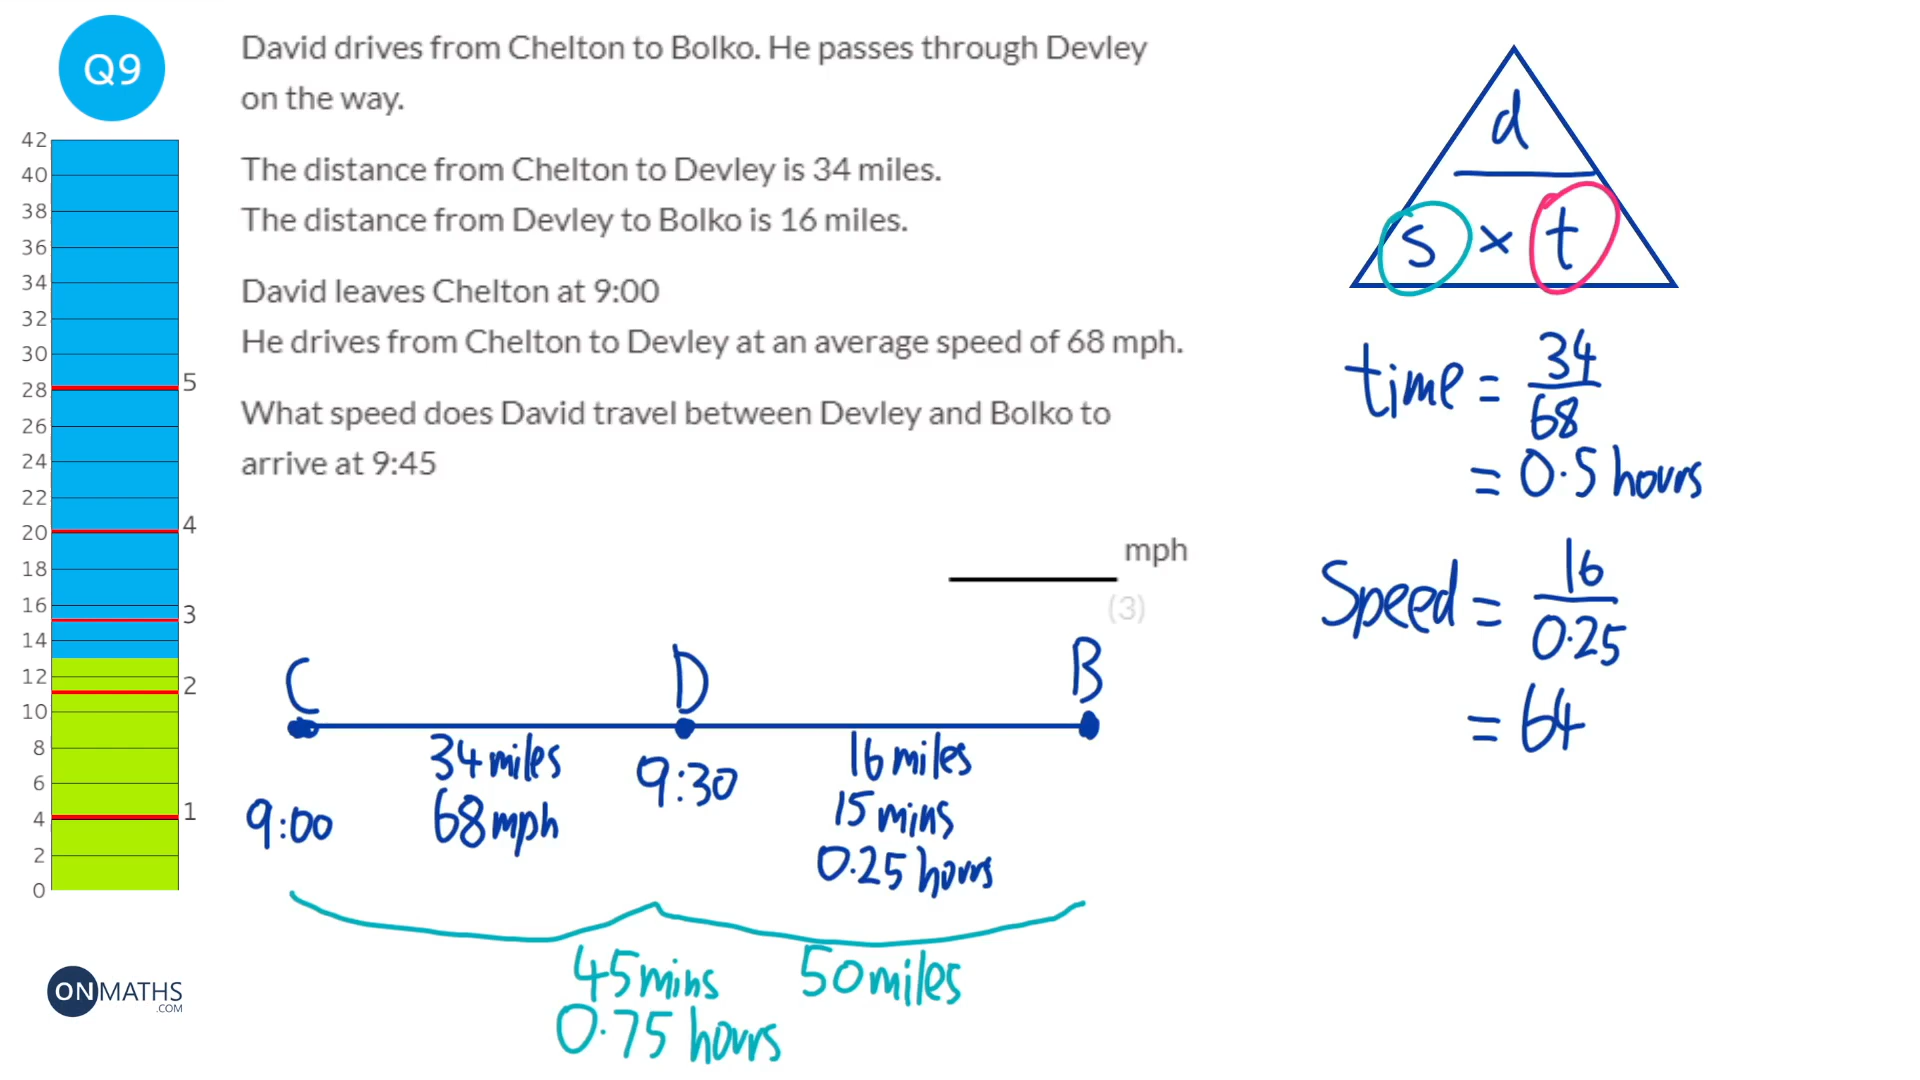 Q9
David drives from Chelton to Bolko. He passes through Devley
on the way.
The distance from Chelton to Devley is 34 miles.
The distance from Devley to Bolko is 16 miles.
David leaves Chelton at 9:00
He drives from Chelton to Devley at an average speed of 68 mph.
What speed does David travel between Devley and Bolko to
arrive at 9:45
mph
(3)
42
40
38
36
34
32
30
28
26
24
22
20
18
16
14
12
10
8
6
4
2
0
5
4
3
2
1
d
s × t
time = 34/68
= 0.5 hours
Speed = 16/0.25
= 64
C D B
34 miles
68 mph
9:00
9:30
16 miles
15 mins
0.25 hours
45 mins
0.75 hours
50 miles
ONMATHS
.COM